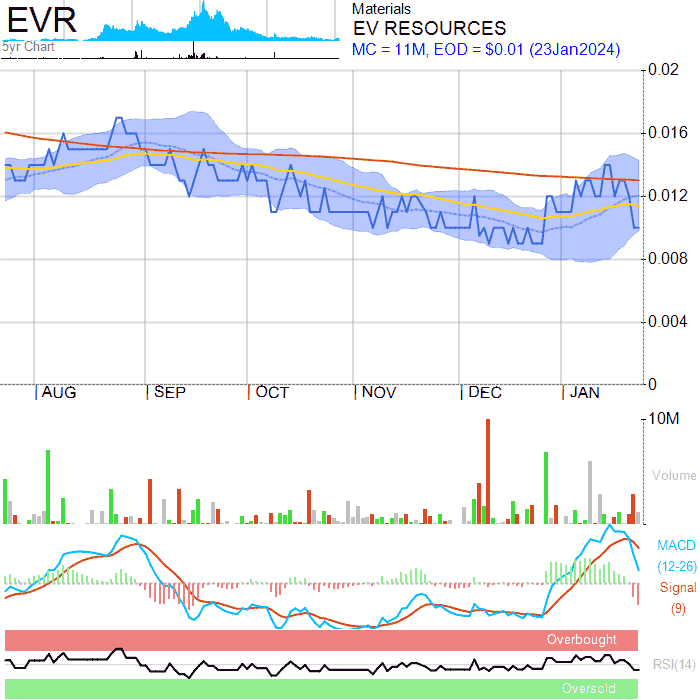 EVR
5yr Chart
Materials
EV RESOURCES
MC = 11M, EOD = $0.01 (23Jan2024)
0.02
0.016
0.012
0.008
0.004
0
AUG SEP OCT NOV DEC JAN
10M
Volume
MACD
(12-26)
Signal
(9)
Overbought
RSI(14)
Oversold